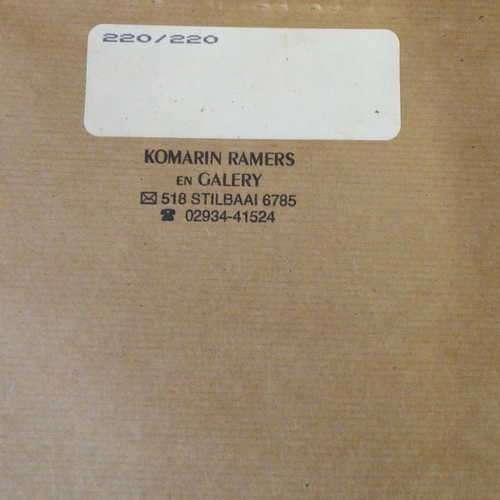 220/220
KOMARIN RAMERS
EN GALERY
✉ 518 STILBAAI 6785
☎ 02934-41524